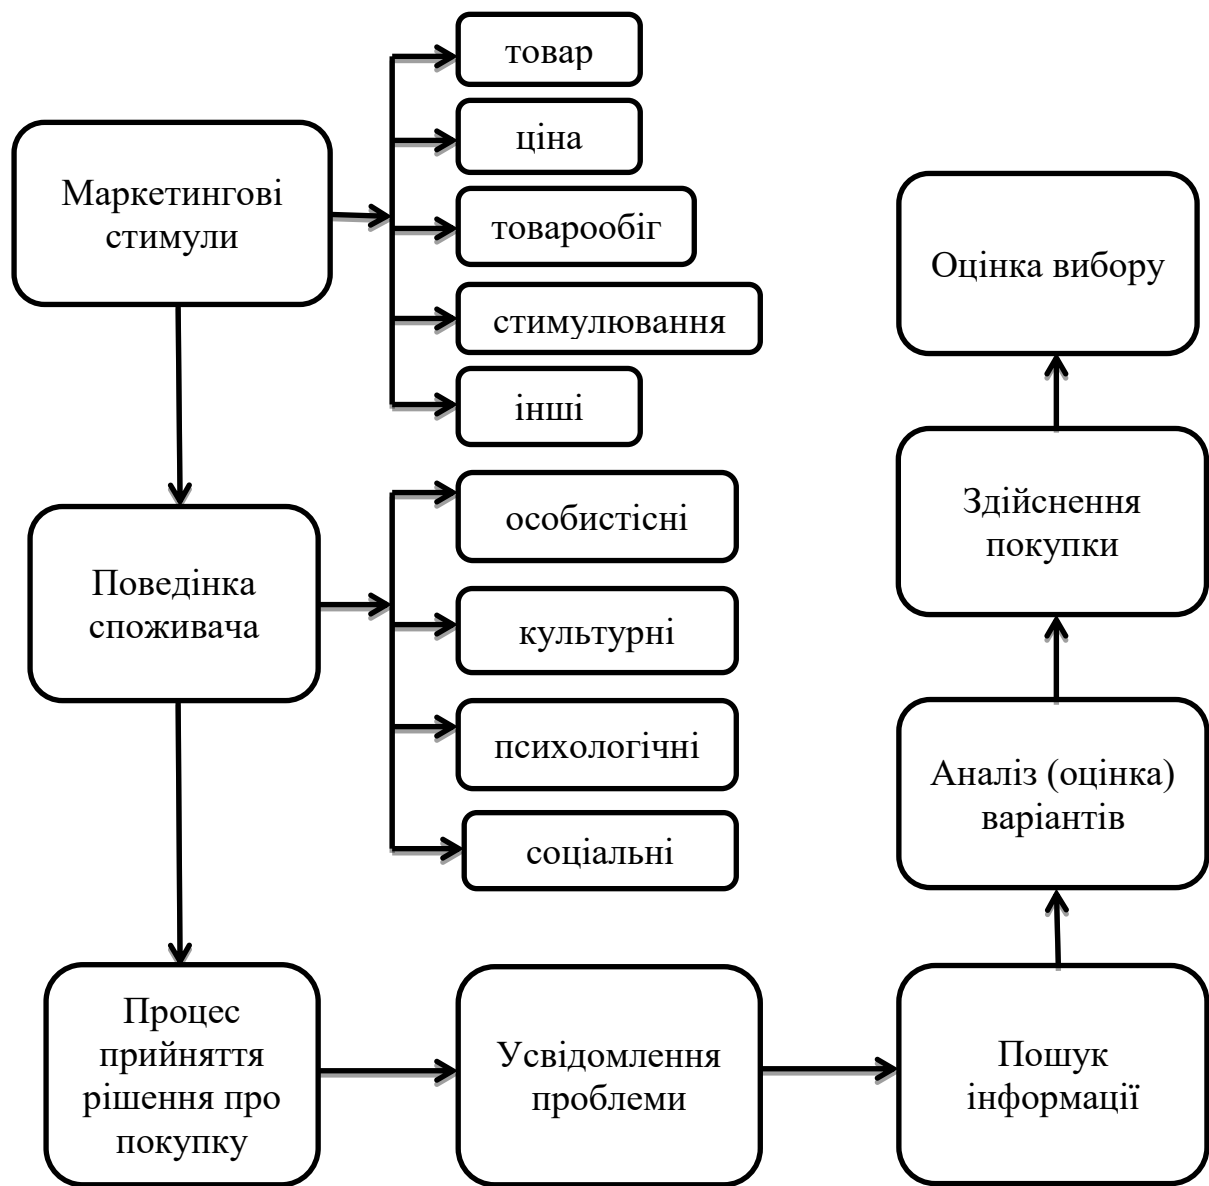 товар
ціна
товарообіг
стимулювання
інші
Маркетингові
стимули
особистісні
культурні
психологічні
соціальні
Поведінка
споживача
Процес
прийняття
рішення про
покупку
Усвідомлення
проблеми
Пошук
інформації
Аналіз (оцінка)
варіантів
Здійснення
покупки
Оцінка вибору